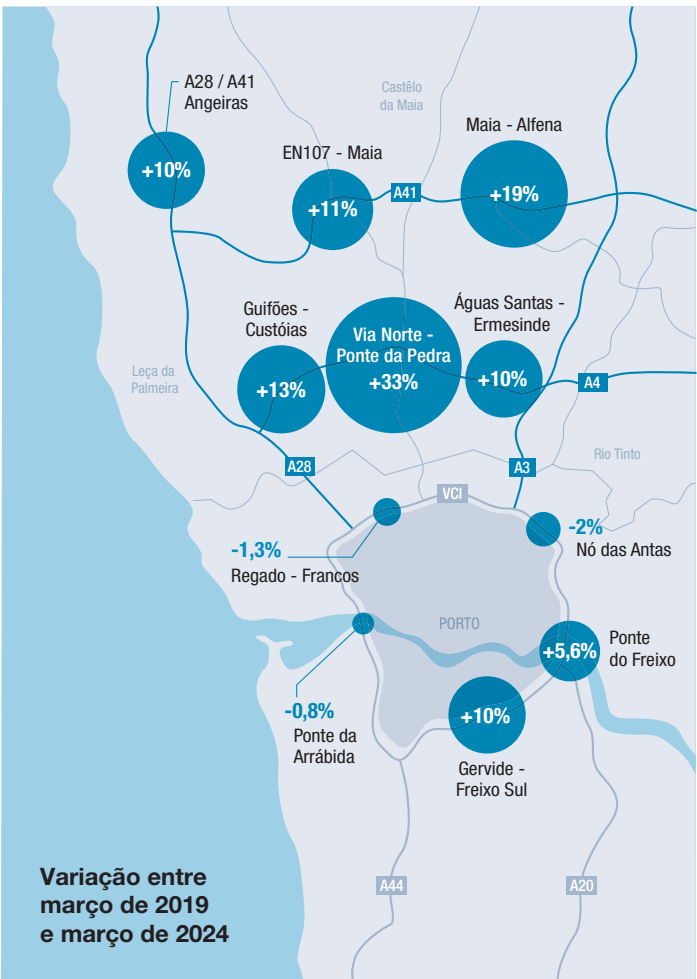 A28 / A41
Angeiras
+10%
Castêlo
da Maia
EN107 - Maia
+11%
A41
Maia - Alfena
+19%
Guifões -
Custóias
+13%
Via Norte -
Ponte da Pedra
+33%
Águas Santas -
Ermesinde
+10%
A4
Leça da
Palmeira
A28
A3
Rio Tinto
VCI
-1,3%
Regado - Francos
-2%
Nó das Antas
PORTO
+5,6%
Ponte
do Freixo
-0,8%
Ponte da
Arrábida
+10%
Gervide -
Freixo Sul
A44
A20
Variação entre
março de 2019
e março de 2024